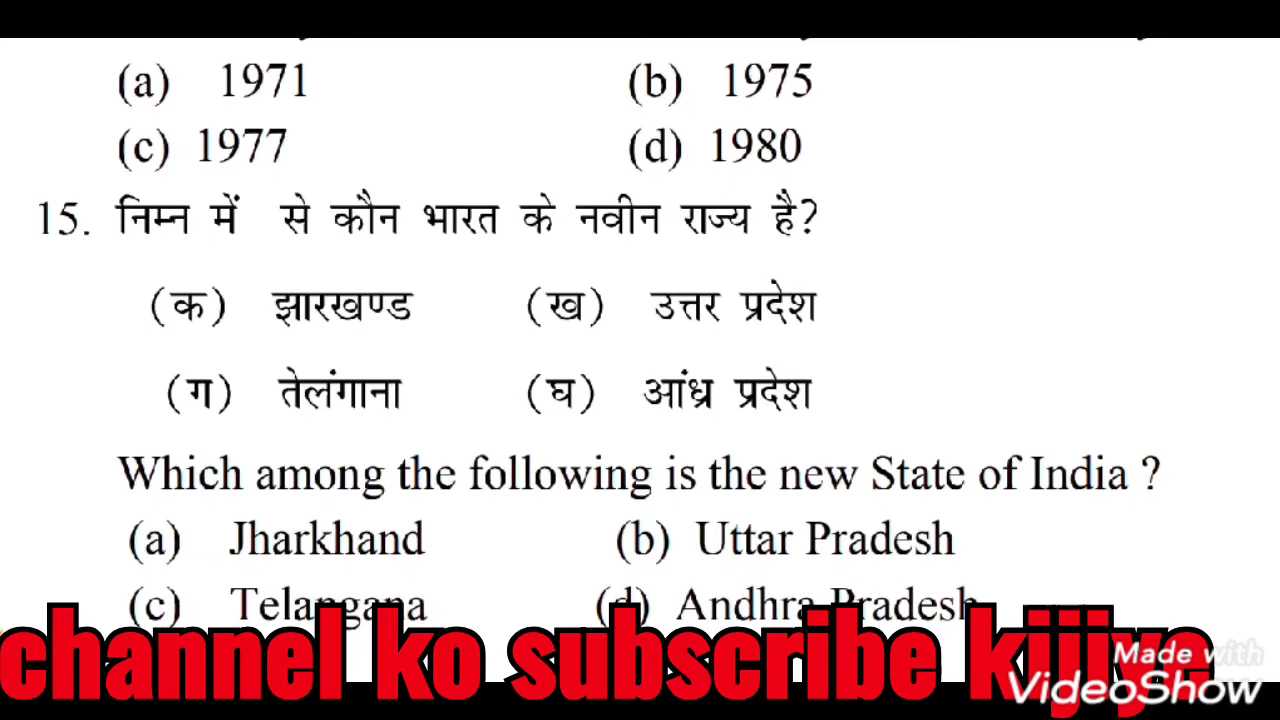 (a) 1971 (b) 1975
(c) 1977 (d) 1980
15. निम्न में से कौन भारत के नवीन राज्य है?
(क) झारखण्ड (ख) उत्तर प्रदेश
(ग) तेलंगाना (घ) आंध्र प्रदेश
Which among the following is the new State of India ?
(a) Jharkhand (b) Uttar Pradesh
(c) Telangana (d) Andhra Pradesh
channel ko subscribe kijiye
Made with
VideoShow